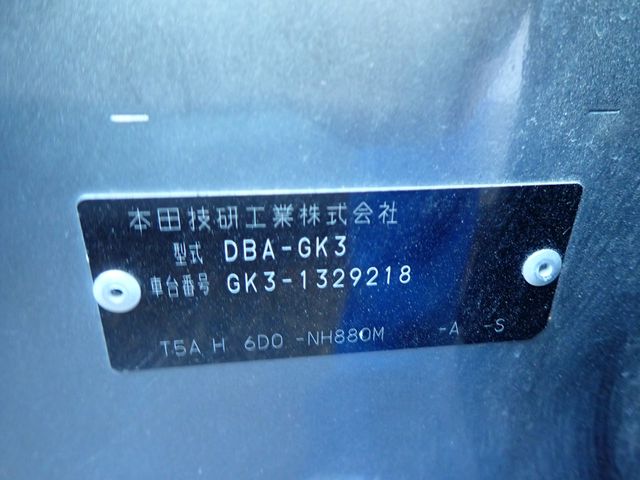 本田技研工業株式会社
型式 DBA-GK3
車台番号 GK3-1329218
T5A H 6D0 -NH880M -A -S